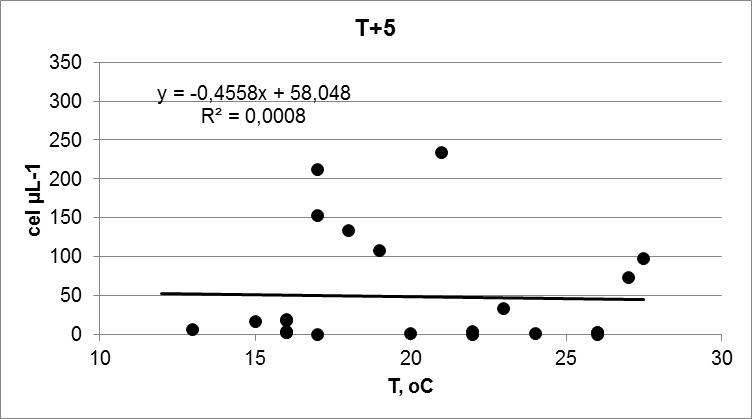 T+5
y = -0,4558x + 58,048
R² = 0,0008
350
300
250
200
150
100
50
0
cel µL-1
10 15 20 25 30
T, oC